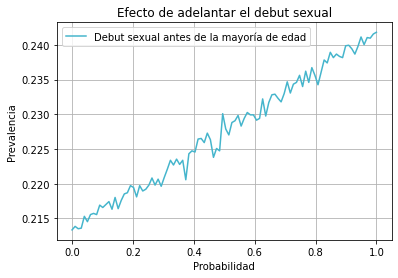 Efecto de adelantar el debut sexual
Debut sexual antes de la mayoría de edad
Prevalencia
0.240
0.235
0.230
0.225
0.220
0.215
0.0 0.2 0.4 0.6 0.8 1.0
Probabilidad